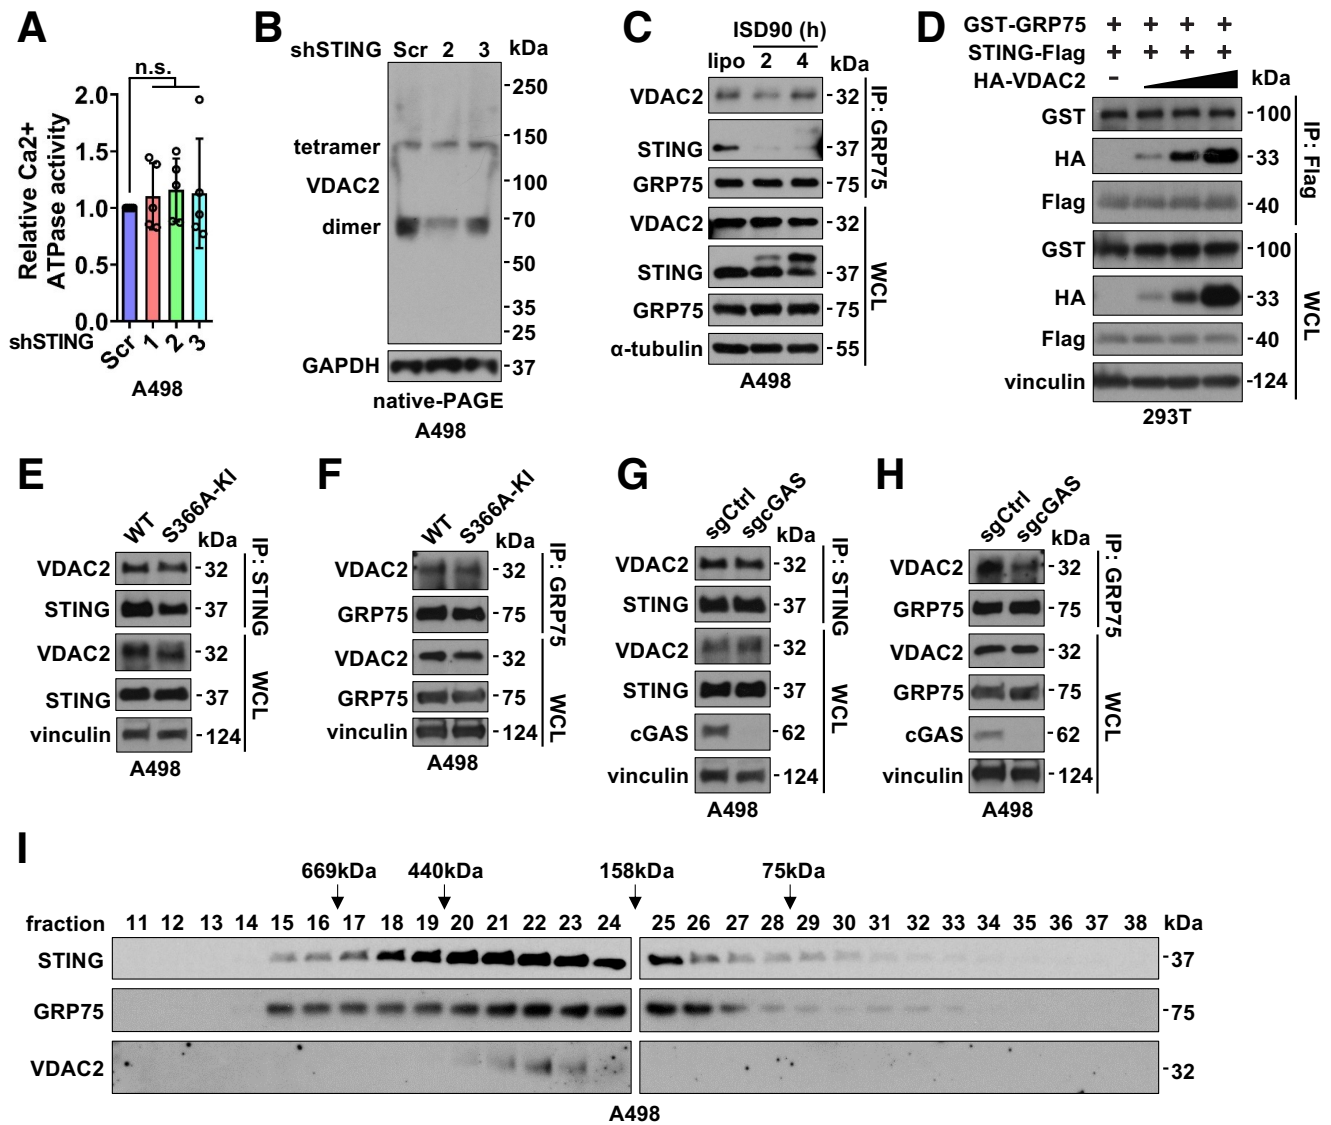 A
n.s.
Relative Ca2+
ATPase activity
2.0
1.5
1.0
0.5
0.0
shSTING Scr 1 2 3
A498
B
shSTING Scr 2 3 kDa
tetramer
VDAC2
dimer
-250
-150
-100
-70
-50
-35
-25
GAPDH -37
native-PAGE
A498
C
ISD90 (h)
lipo 2 4 kDa
VDAC2 -32
STING -37
GRP75 -75
IP: GRP75
VDAC2 -32
STING -37
GRP75 -75
α-tubulin -55
WCL
A498
D
GST-GRP75 + + + +
STING-Flag + + + +
HA-VDAC2 - kDa
GST -100
HA -33
Flag -40
IP: Flag
GST -100
HA -33
Flag -40
vinculin -124
WCL
293T
E
WT S366A-KI kDa
VDAC2 -32
STING -37
IP: STING
VDAC2 -32
STING -37
vinculin -124
WCL
A498
F
WT S366A-KI kDa
VDAC2 -32
GRP75 -75
IP: GRP75
VDAC2 -32
GRP75 -75
vinculin -124
WCL
A498
G
sgCtrl sgcGAS kDa
VDAC2 -32
STING -37
IP: STING
VDAC2 -32
STING -37
cGAS -62
vinculin -124
WCL
A498
H
sgCtrl sgcGAS kDa
VDAC2 -32
GRP75 -75
IP: GRP75
VDAC2 -32
GRP75 -75
cGAS -62
vinculin -124
WCL
A498
I
669kDa 440kDa 158kDa 75kDa
fraction 11 12 13 14 15 16 17 18 19 20 21 22 23 24 25 26 27 28 29 30 31 32 33 34 35 36 37 38 kDa
STING -37
GRP75 -75
VDAC2 -32
A498